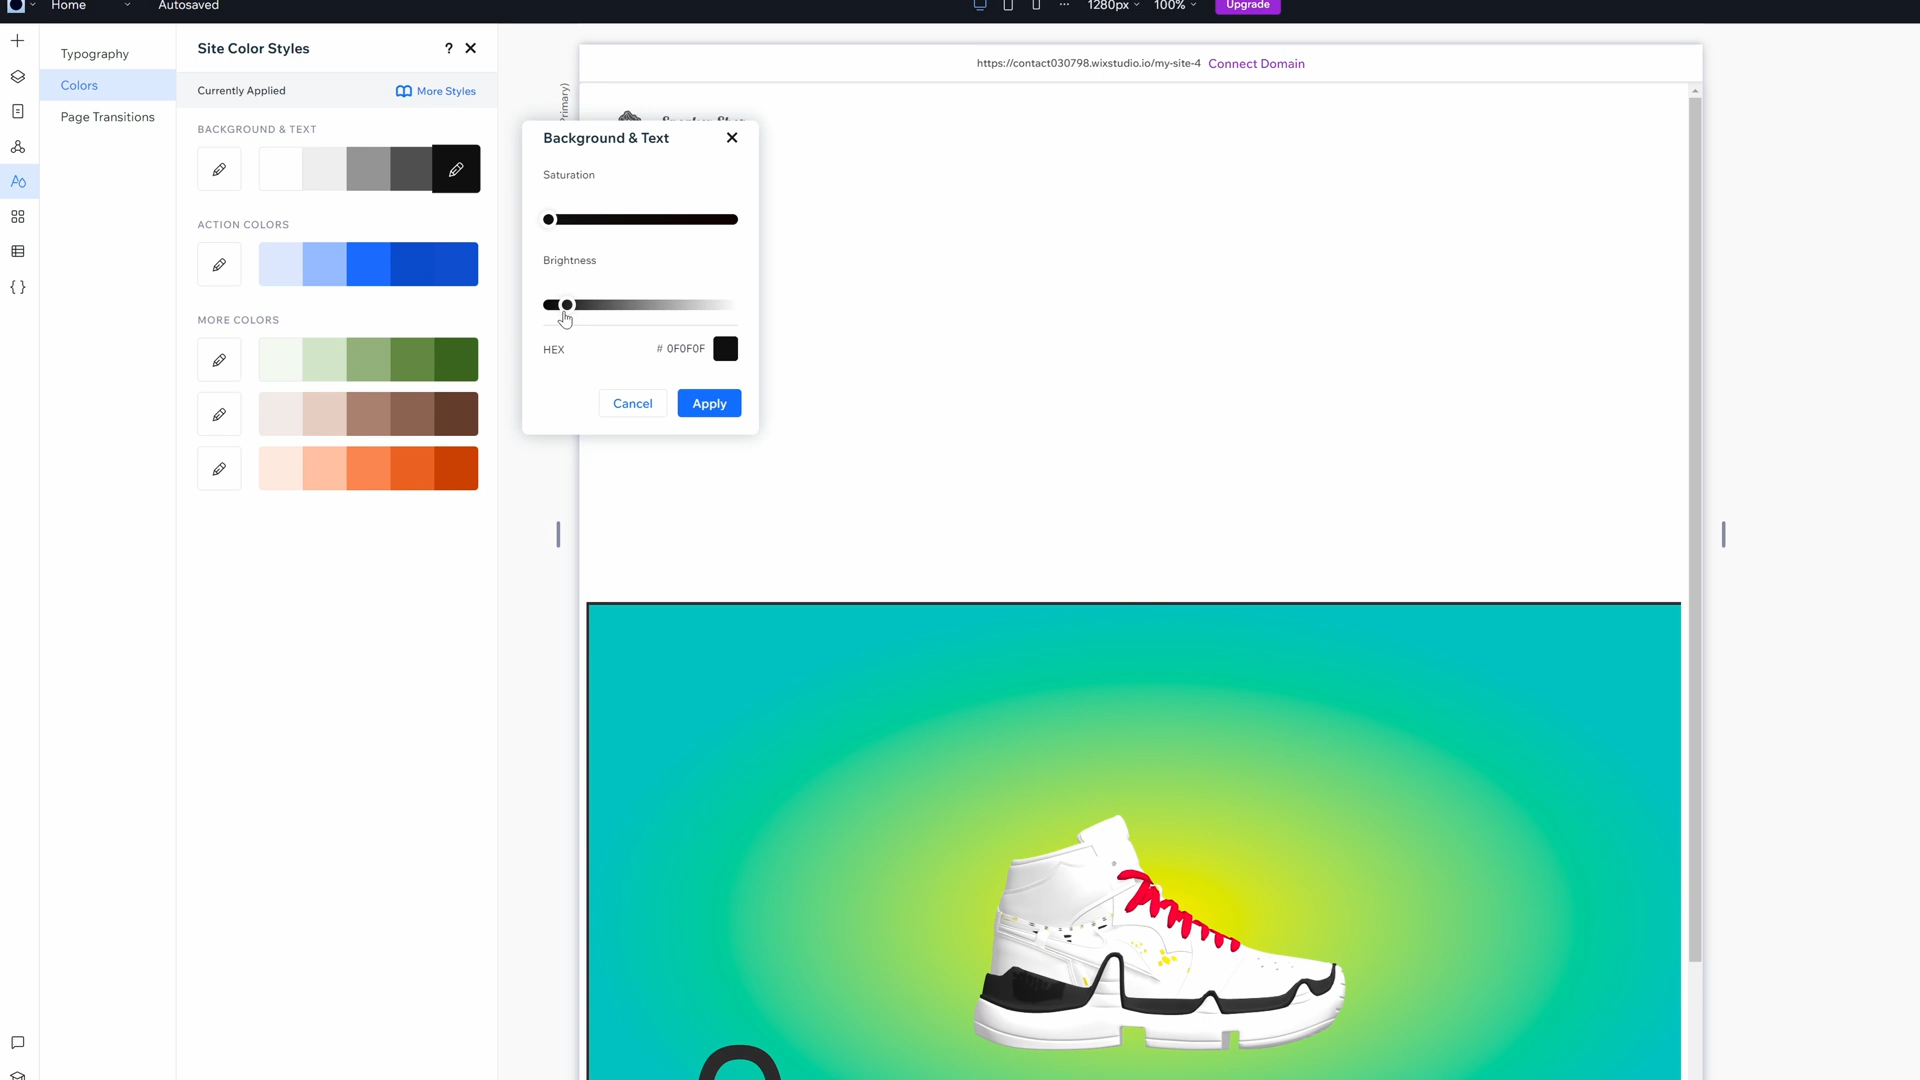 Home
Autosaved
1280px
100%
Upgrade
Typography
Colors
Page Transitions
Site Color Styles
?
Currently Applied
More Styles
BACKGROUND & TEXT
ACTION COLORS
MORE COLORS
https://contact030798.wixstudio.io/my-site-4 Connect Domain
Primary)
Background & Text
Saturation
Brightness
HEX
# 0F0F0F
Cancel
Apply